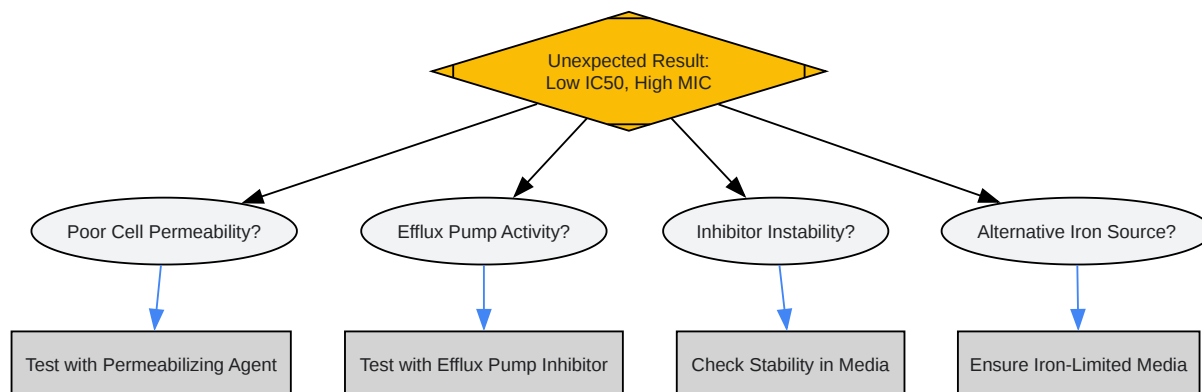 Unexpected Result:
Low IC50, High MIC
Poor Cell Permeability?
Efflux Pump Activity?
Inhibitor Instability?
Alternative Iron Source?
Test with Permeabilizing Agent
Test with Efflux Pump Inhibitor
Check Stability in Media
Ensure Iron-Limited Media